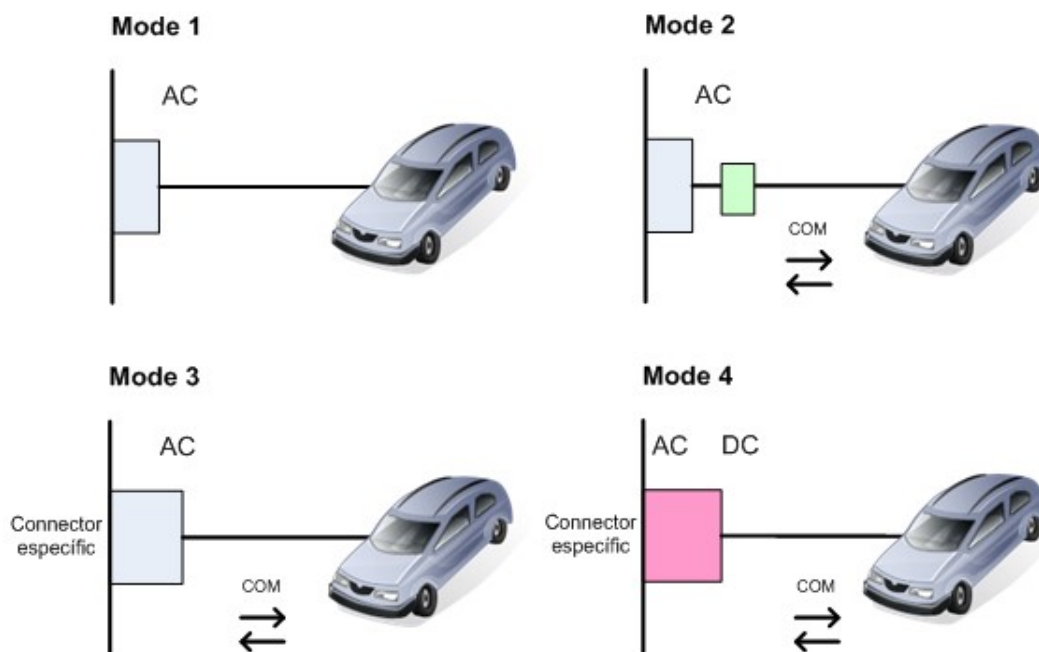 Mode 1
AC
Mode 2
AC
COM
Mode 3
AC
Connector
específic
COM
Mode 4
AC DC
Connector
específic
COM